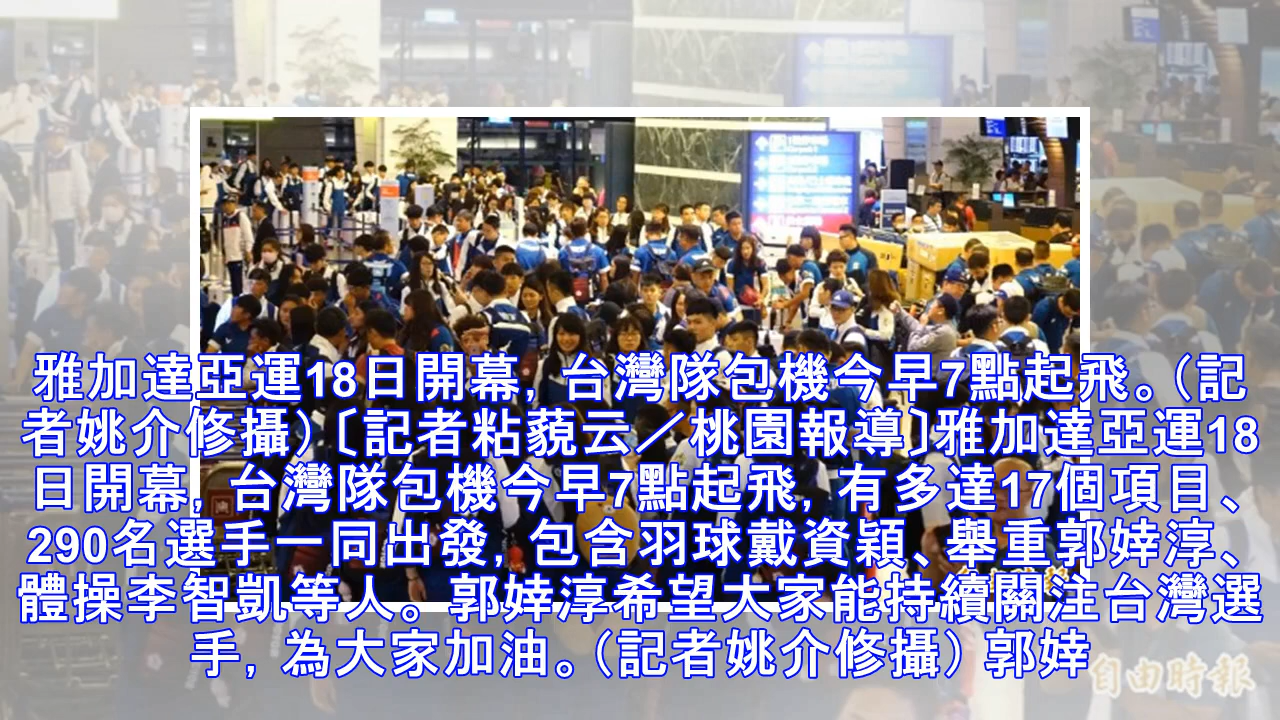 雅加達亞運18日開幕, 台灣隊包機今早7點起飛。(記
者姚介修攝)〔記者粘藐云／桃園報導〕雅加達亞運18
日開幕, 台灣隊包機今早7點起飛, 有多達17個項目、
290名選手一同出發, 包含羽球戴資穎、舉重郭婞淳、
體操李智凱等人。郭婞淳希望大家能持續關注台灣選
手, 為大家加油。(記者姚介修攝) 郭婞
自由時報